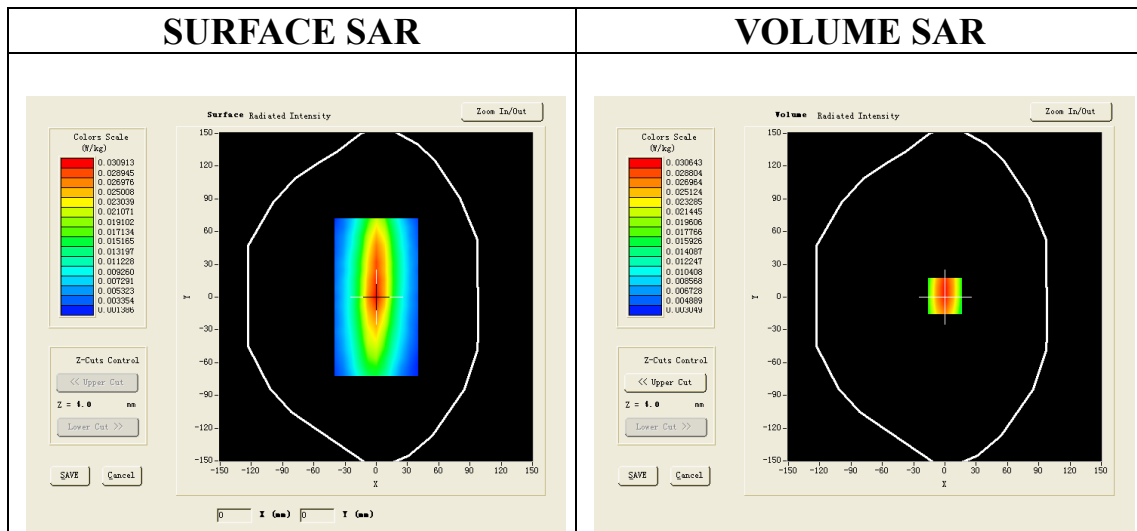 SURFACE SAR
VOLUME SAR
Surface Radiated Intensity
Zoom In/Out
Colors Scale
(W/kg)
0.030913
0.028945
0.026976
0.025008
0.023039
0.021071
0.019102
0.017134
0.015165
0.013197
0.011228
0.009260
0.007291
0.005323
0.003354
0.001386
150
120
90
60
30
0
-30
-60
-90
-120
-150
Y
-150 -120 -90 -60 -30 0 30 60 90 120 150
X
Z-Cuts Control
<< Upper Cut
Z = 4.0 mm
Lower Cut >>
SAVE
Cancel
0 X (mm) 0 Y (mm)
Volume Radiated Intensity
Zoom In/Out
Colors Scale
(W/kg)
0.030643
0.028804
0.026964
0.025124
0.023285
0.021445
0.019606
0.017766
0.015926
0.014087
0.012247
0.010408
0.008568
0.006728
0.004889
0.003049
150
120
90
60
30
0
-30
-60
-90
-120
-150
Y
-150 -120 -90 -60 -30 0 30 60 90 120 150
X
Z-Cuts Control
<< Upper Cut
Z = 4.0 mm
Lower Cut >>
SAVE
Cancel